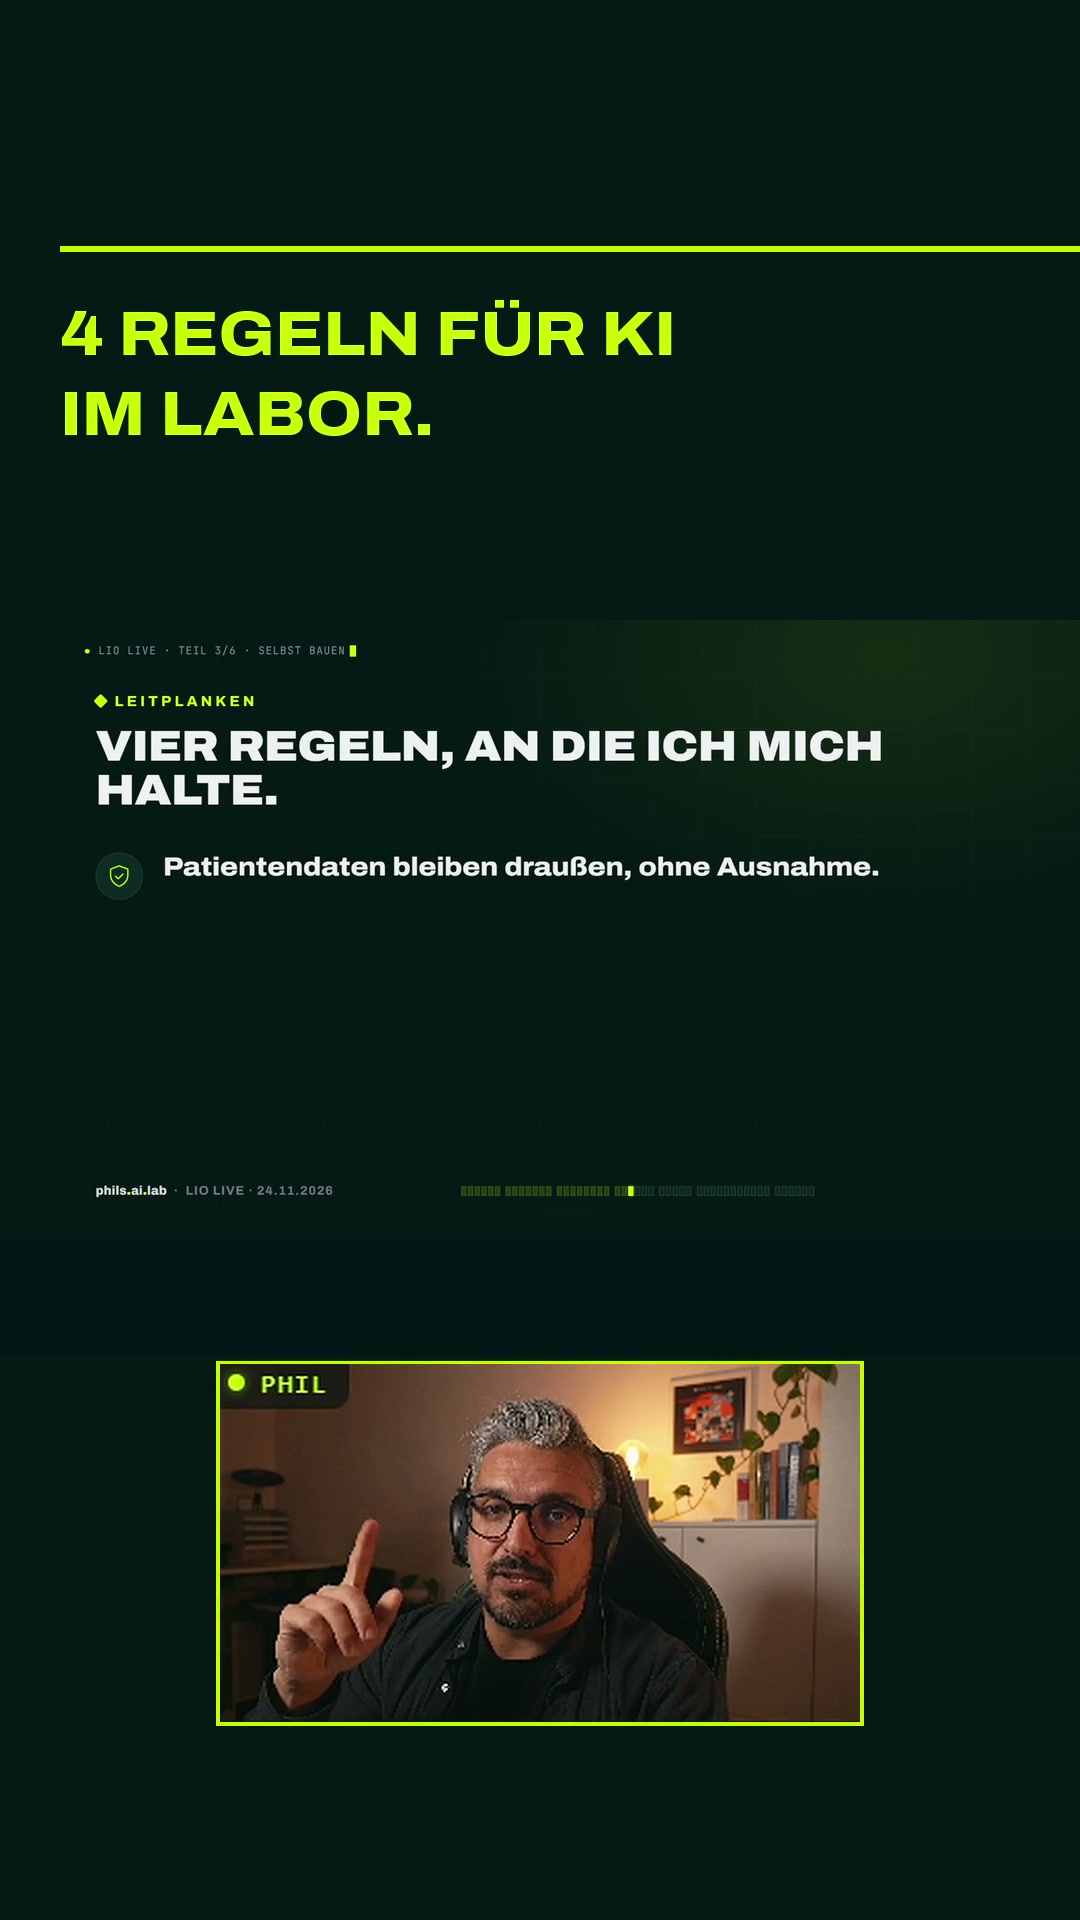 4 REGELN FÜR KI
IM LABOR.
LIO LIVE · TEIL 3/6 · SELBST BAUEN
LEITPLANKEN
VIER REGELN, AN DIE ICH MICH
HALTE.
Patientendaten bleiben draußen, ohne Ausnahme.
phils.ai.lab · LIO LIVE · 24.11.2026
PHIL